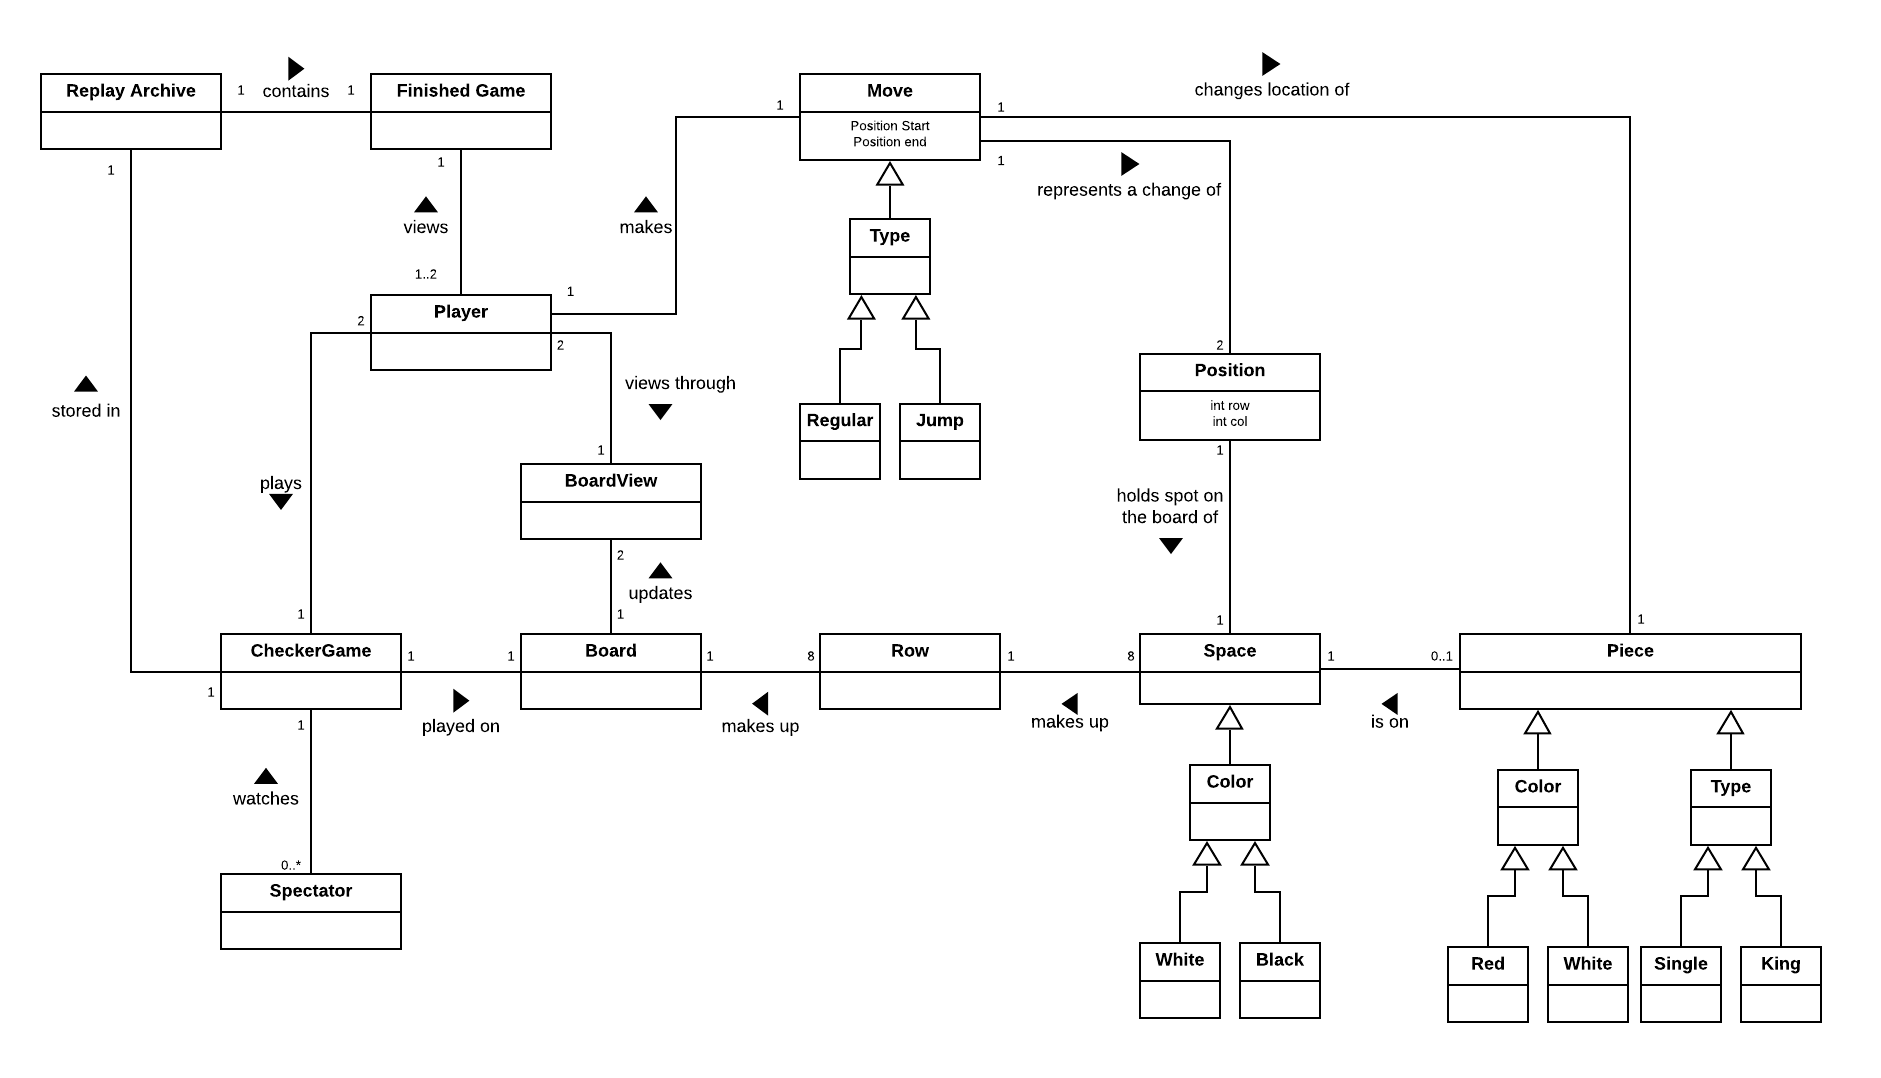 Replay Archive
1
contains
1
Finished Game
1
Move
Position Start
Position end
1
changes location of
1
represents a change of
1
1
views
makes
Type
1..2
1
Player
2
2
2
Position
int row
int col
views through
stored in
Regular
Jump
1
BoardView
1
plays
holds spot on
the board of
2
updates
1
1
1
1
CheckerGame
1
1
Board
1
8
Row
1
8
Space
1
0..1
Piece
1
played on
makes up
makes up
is on
1
watches
Color
Color
Type
0..*
Spectator
White
Black
Red
White
Single
King